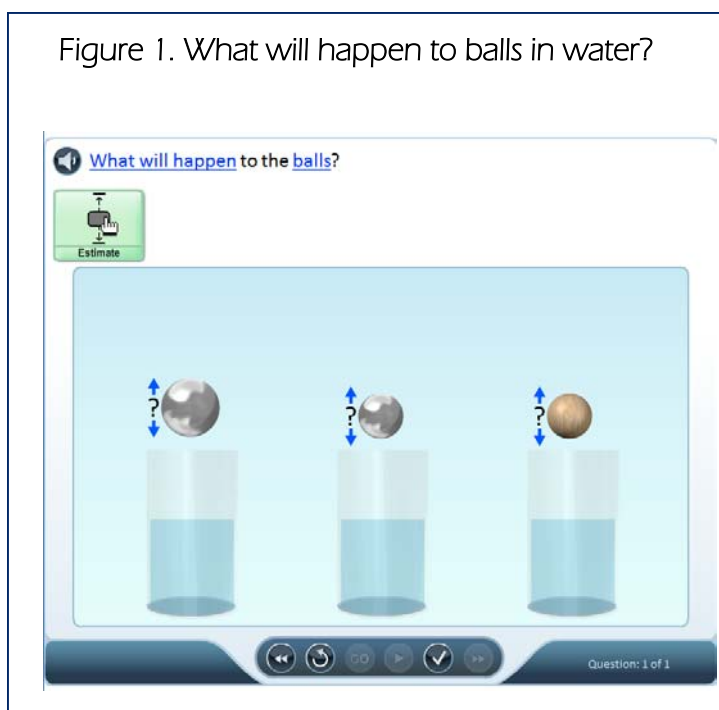 Figure 1. What will happen to balls in water?
What will happen to the balls?
Estimate
?
?
?
GO
Question: 1 of 1